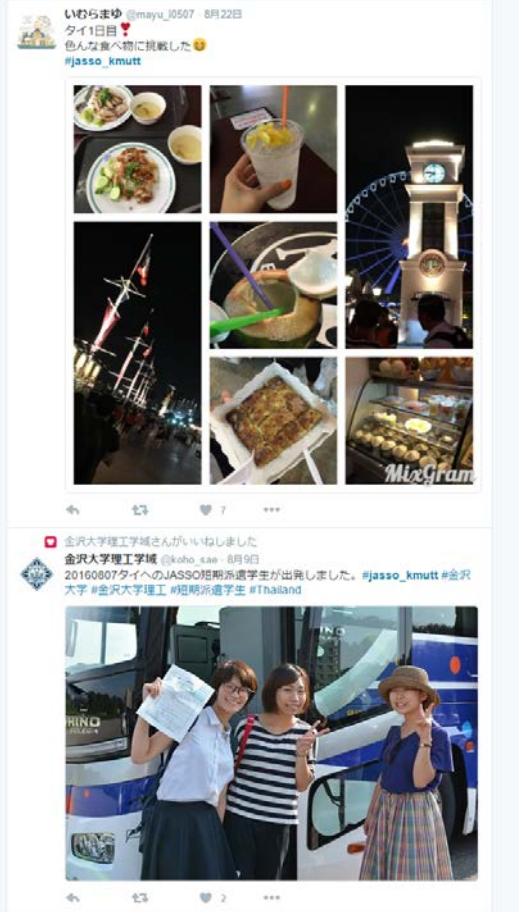 いむらまゆ @mayu_i0507 · 8月22日
タイ1日目❣
色んな食べ物に挑戦した😊
#jasso_kmutt
MixGram
7
金沢大学理工学域さんがいいねしました
金沢大学理工学域 @koho_sae · 8月9日
20160807タイへのJASSO短期派遣学生が出発しました。#jasso_kmutt #金沢
大学 #金沢大学理工 #短期派遣学生 #Thailand
HINO
2